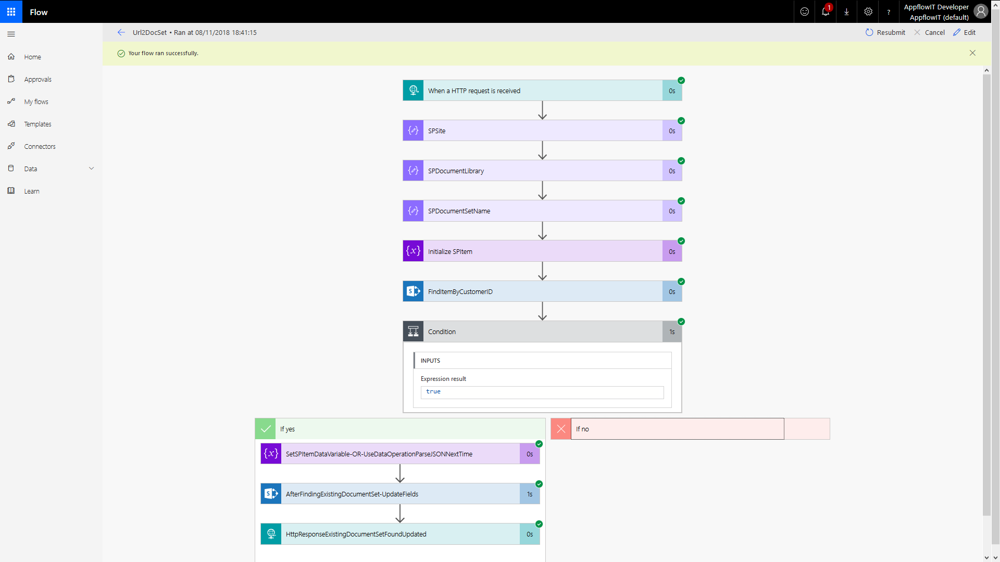 Flow
1
?
AppflowIT Developer
AppflowIT (default)
Url2DocSet • Ran at 08/11/2018 18:41:15
Resubmit
Cancel
Edit
Your flow ran successfully.
Home
Approvals
My flows
Templates
Connectors
Data
Learn
When a HTTP request is received
0s
SPSite
0s
SPDocumentLibrary
0s
SPDocumentSetName
0s
{x}
Initialize SPItem
0s
S
FindItemByCustomerID
0s
Condition
1s
INPUTS
Expression result
true
If yes
If no
{x}
SetSPItemDataVariable-OR-UseDataOperationParseJSONNextTime
0s
S
AfterFindingExistingDocumentSet-UpdateFields
1s
HttpResponseExistingDocumentSetFoundUpdated
0s